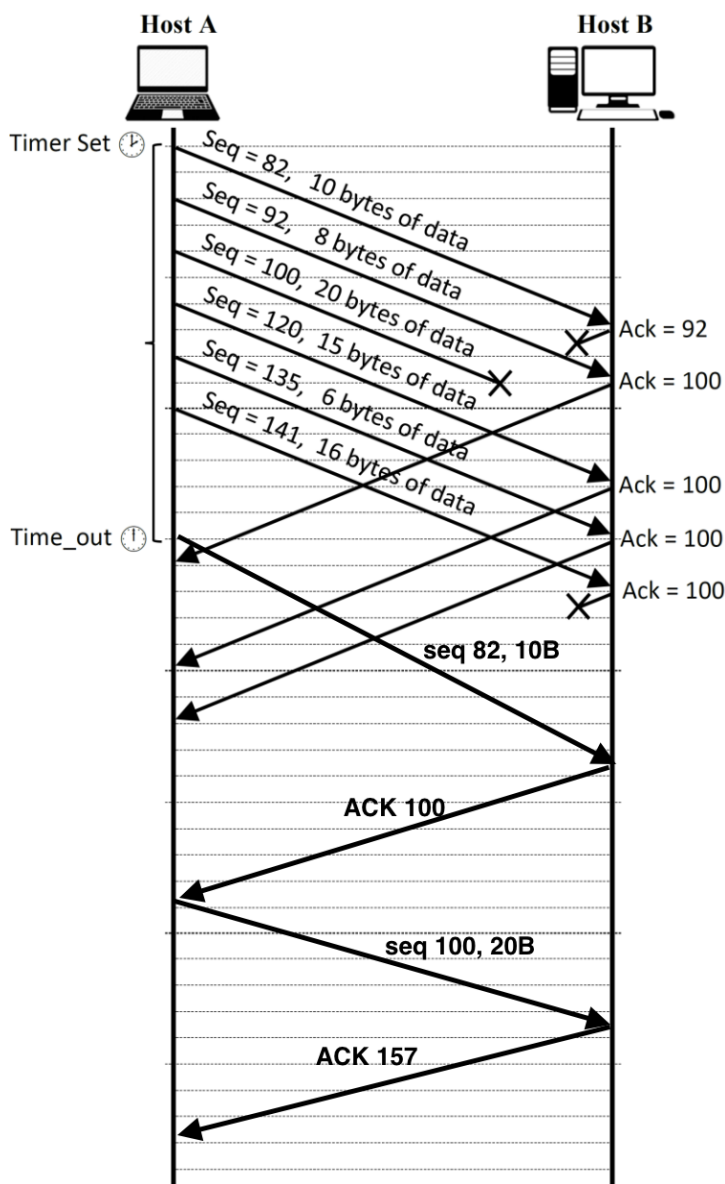 Host A
Host B
Timer Set
Seq = 82, 10 bytes of data
Seq = 92, 8 bytes of data
Seq = 100, 20 bytes of data
Seq = 120, 15 bytes of data
Seq = 135, 6 bytes of data
Seq = 141, 16 bytes of data
Ack = 92
Ack = 100
Ack = 100
Time_out
Ack = 100
Ack = 100
seq 82, 10B
ACK 100
seq 100, 20B
ACK 157